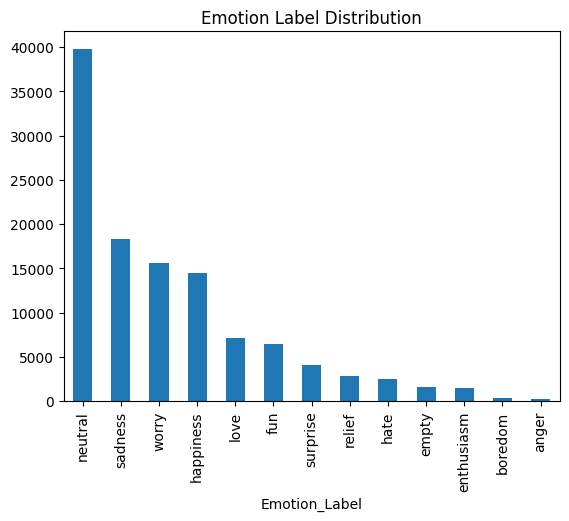 Emotion Label Distribution
40000
35000
30000
25000
20000
15000
10000
5000
0
neutral
sadness
worry
happiness
love
fun
surprise
relief
hate
empty
enthusiasm
boredom
anger
Emotion_Label